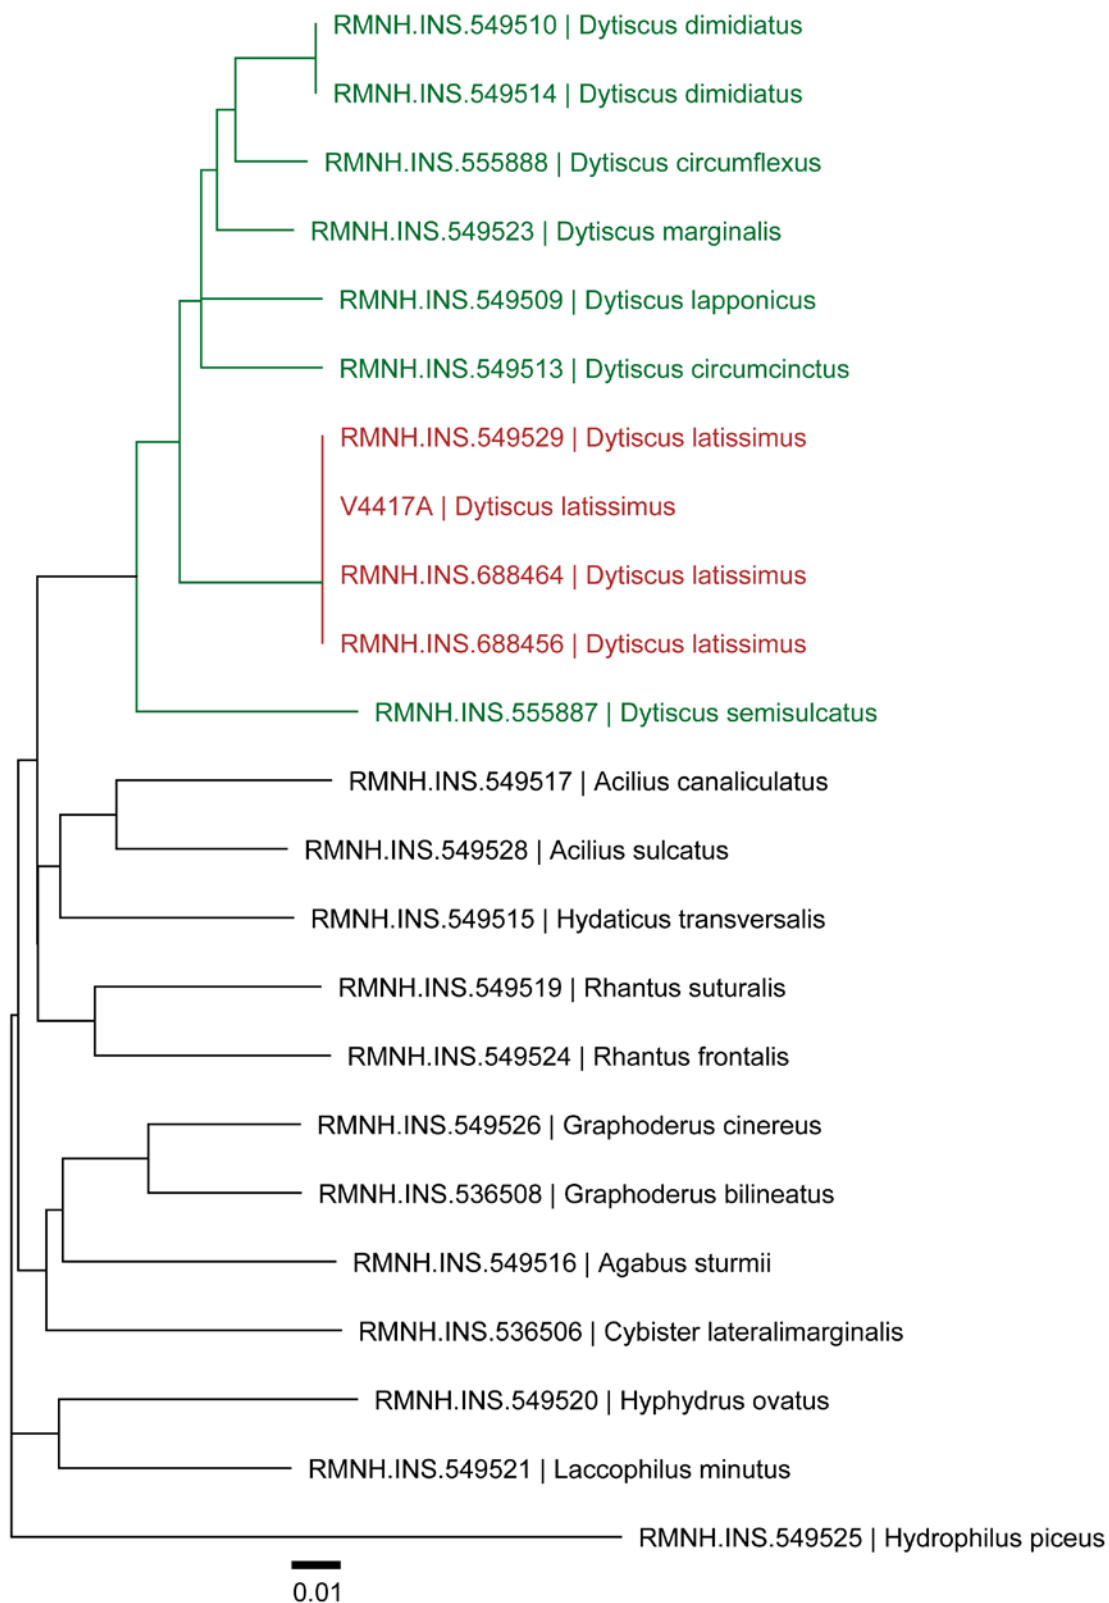 RMNH.INS.549510 | Dytiscus dimidiatus
RMNH.INS.549514 | Dytiscus dimidiatus
RMNH.INS.555888 | Dytiscus circumflexus
RMNH.INS.549523 | Dytiscus marginalis
RMNH.INS.549509 | Dytiscus lapponicus
RMNH.INS.549513 | Dytiscus circumcinctus
RMNH.INS.549529 | Dytiscus latissimus
V4417A | Dytiscus latissimus
RMNH.INS.688464 | Dytiscus latissimus
RMNH.INS.688456 | Dytiscus latissimus
RMNH.INS.555887 | Dytiscus semisulcatus
RMNH.INS.549517 | Acilius canaliculatus
RMNH.INS.549528 | Acilius sulcatus
RMNH.INS.549515 | Hydaticus transversalis
RMNH.INS.549519 | Rhantus suturalis
RMNH.INS.549524 | Rhantus frontalis
RMNH.INS.549526 | Graphoderus cinereus
RMNH.INS.536508 | Graphoderus bilineatus
RMNH.INS.549516 | Agabus sturmii
RMNH.INS.536506 | Cybister lateralimarginalis
RMNH.INS.549520 | Hyphydrus ovatus
RMNH.INS.549521 | Laccophilus minutus
RMNH.INS.549525 | Hydrophilus piceus
0.01